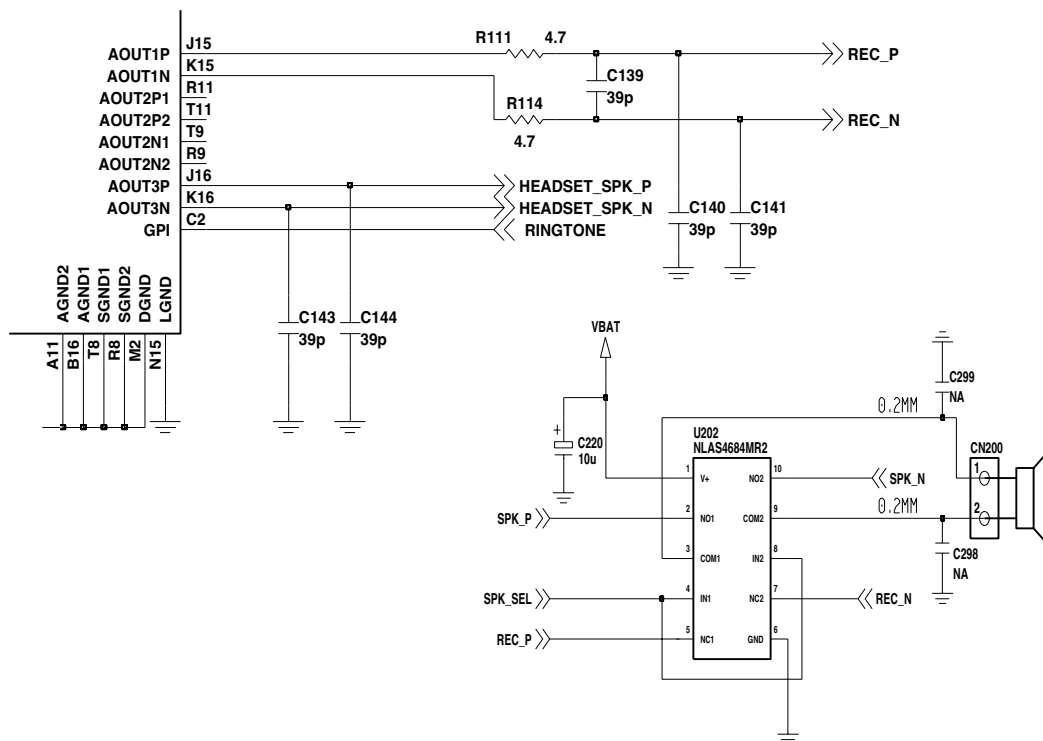 AOUT1P J15
AOUT1N K15
AOUT2P1 R11
AOUT2P2 T11
AOUT2N1 T9
AOUT2N2 R9
AOUT3P J16
AOUT3N K16
GPI C2
R111 4.7
C139
39p
R114
4.7
REC_P
REC_N
HEADSET_SPK_P
HEADSET_SPK_N
RINGTONE
C140
39p
C141
39p
AGND2
AGND1
SGND1
SGND2
DGND
LGND
A11
B16
T8
R8
M2
N15
C143
39p
C144
39p
VBAT
C220
10u
+
U202
NLAS4684MR2
1 V+
2 NO1
3 COM1
4 IN1
5 NC1
NO2 10
COM2 9
IN2 8
NC2 7
GND 6
SPK_P
SPK_SEL
REC_P
SPK_N
REC_N
0.2MM
0.2MM
C299
NA
CN200
1
2
C298
NA